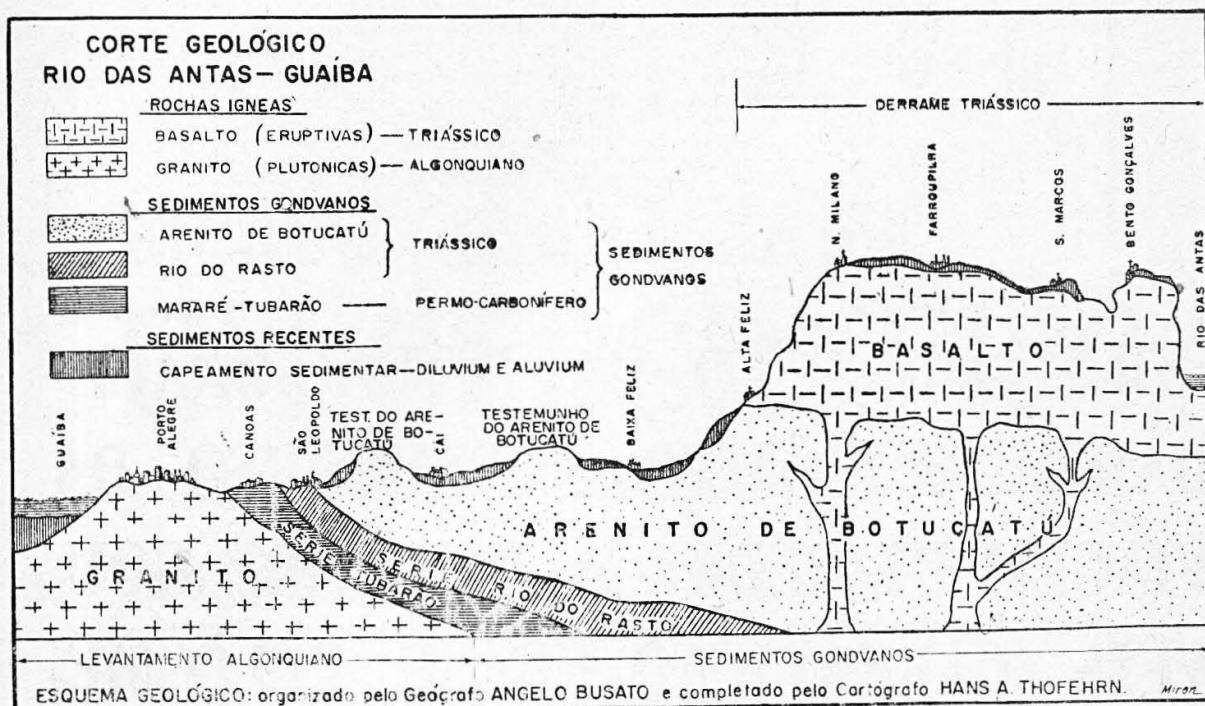 CORTE GEOLÓGICO
RIO DAS ANTAS — GUAÍBA
ROCHAS IGNEAS
BASALTO (ERUPTIVAS) — TRIÁSSICO
GRANITO (PLUTONICAS) — ALGONQUIANO
SEDIMENTOS GONDVANOS
ARENITO DE BOTUCATÚ
RIO DO RASTO
TRIÁSSICO
MARARÉ - TUBARÃO — PERMO-CARBONÍFERO
SEDIMENTOS
GONDVANOS
SEDIMENTOS RECENTES
CAPEAMENTO SEDIMENTAR — DILUVIUM E ALUVIUM
DERRAME TRIÁSSICO
GUAÍBA
PORTO
ALEGRE
CANOAS
SÃO
LEOPOLDO
TEST. DO ARE-
NITO DE BO-
TUCATÚ
CAÍ
TESTEMUNHO
DO ARENITO DE
BOTUCATÚ
BAIXA FELIZ
ALTA FELIZ
N. MILANO
FARROUPILHA
S. MARCOS
BENTO GONÇALVES
RIO DAS ANTAS
BASALTO
ARENITO DE BOTUCATÚ
GRANITO
SERIE TUBARÃO
SERIE RIO DO RASTO
LEVANTAMENTO ALGONQUIANO
SEDIMENTOS GONDVANOS
ESQUEMA GEOLÓGICO: organizado pelo Geógrafo ANGELO BUSATO e completado pelo Cartógrafo HANS A. THOFEHRN. Miron